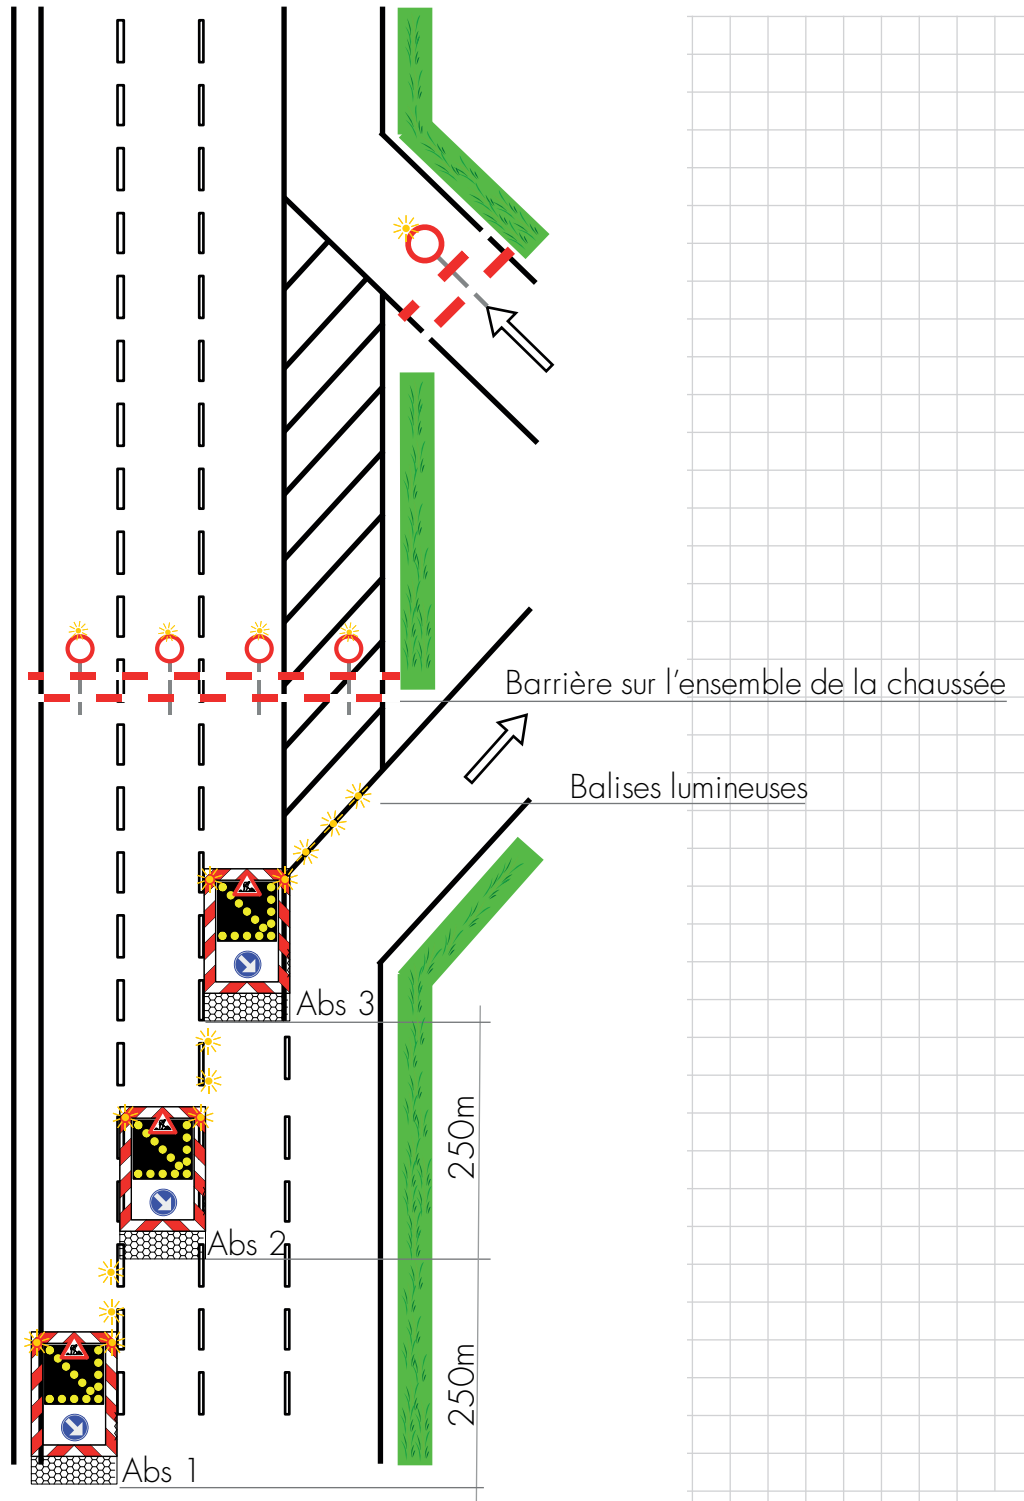 Barrière sur l'ensemble de la chaussée
Balises lumineuses
Abs 3
250m
Abs 2
250m
Abs 1